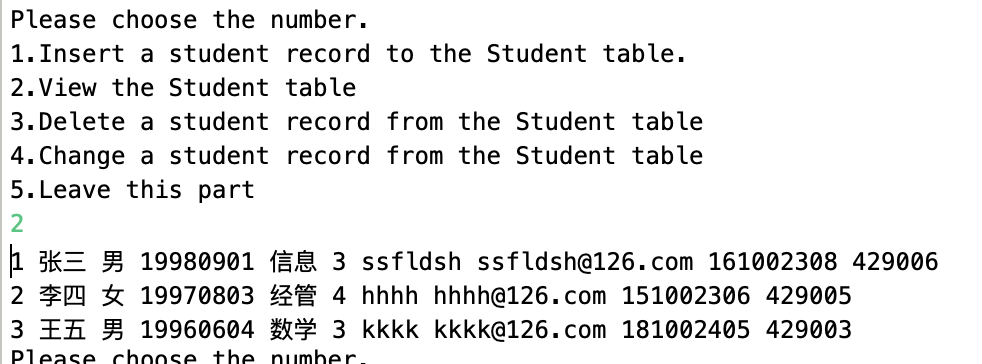 Please choose the number.
1.Insert a student record to the Student table.
2.View the Student table
3.Delete a student record from the Student table
4.Change a student record from the Student table
5.Leave this part
2
1 张三 男 19980901 信息 3 ssfldsh ssfldsh@126.com 161002308 429006
2 李四 女 19970803 经管 4 hhhh hhhh@126.com 151002306 429005
3 王五 男 19960604 数学 3 kkkk kkkk@126.com 181002405 429003
Please choose the number.